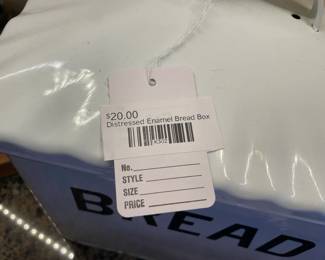 $20.00
Distressed Enamel Bread Box
No.
STYLE
SIZE
PRICE
BREAD